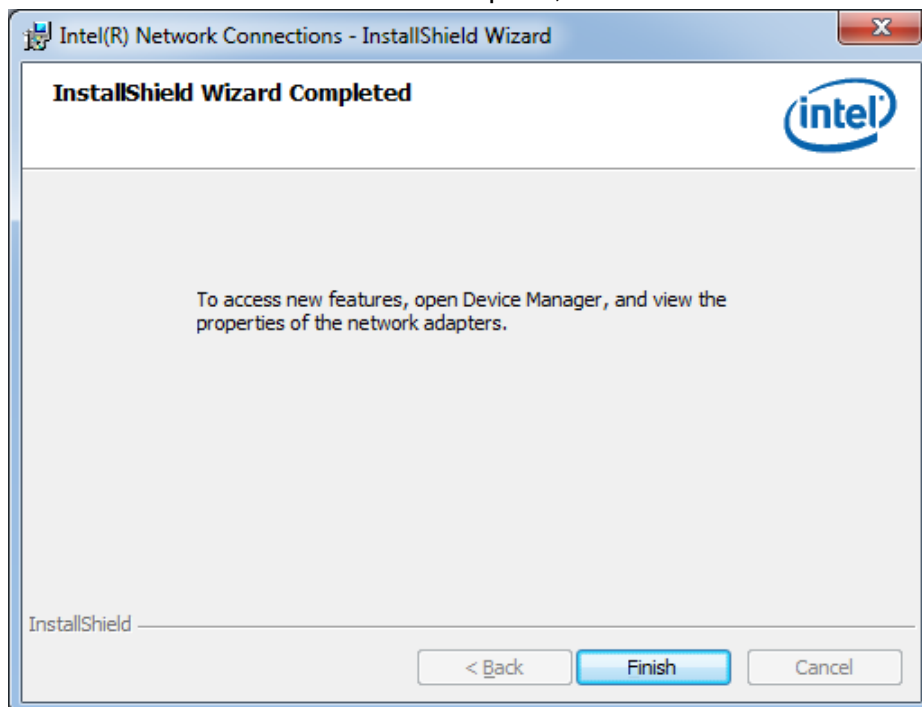 Intel(R) Network Connections - InstallShield Wizard
InstallShield Wizard Completed
intel
To access new features, open Device Manager, and view the
properties of the network adapters.
InstallShield
< Back
Finish
Cancel